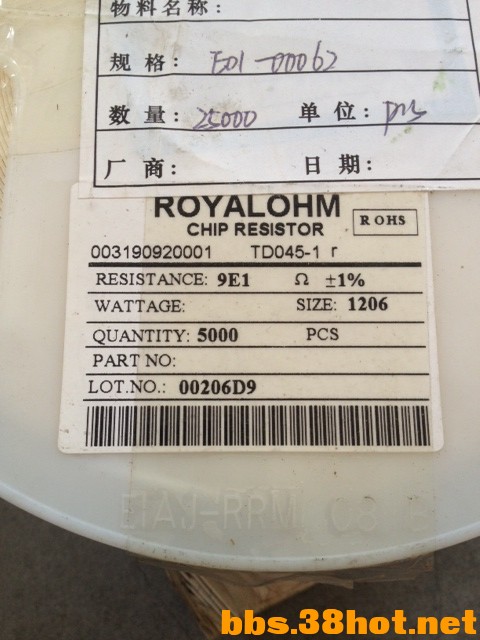 物料名称:
规格: E01-00062
数量: 25000 单位: pcs
厂商: 日期:
ROYALOHM
CHIP RESISTOR
ROHS
003190920001 TD045-1 r
RESISTANCE: 9E1 Ω ±1%
WATTAGE: SIZE: 1206
QUANTITY: 5000 PCS
PART NO:
LOT.NO.: 00206D9
EIAJ-RRM
bbs.38hot.net